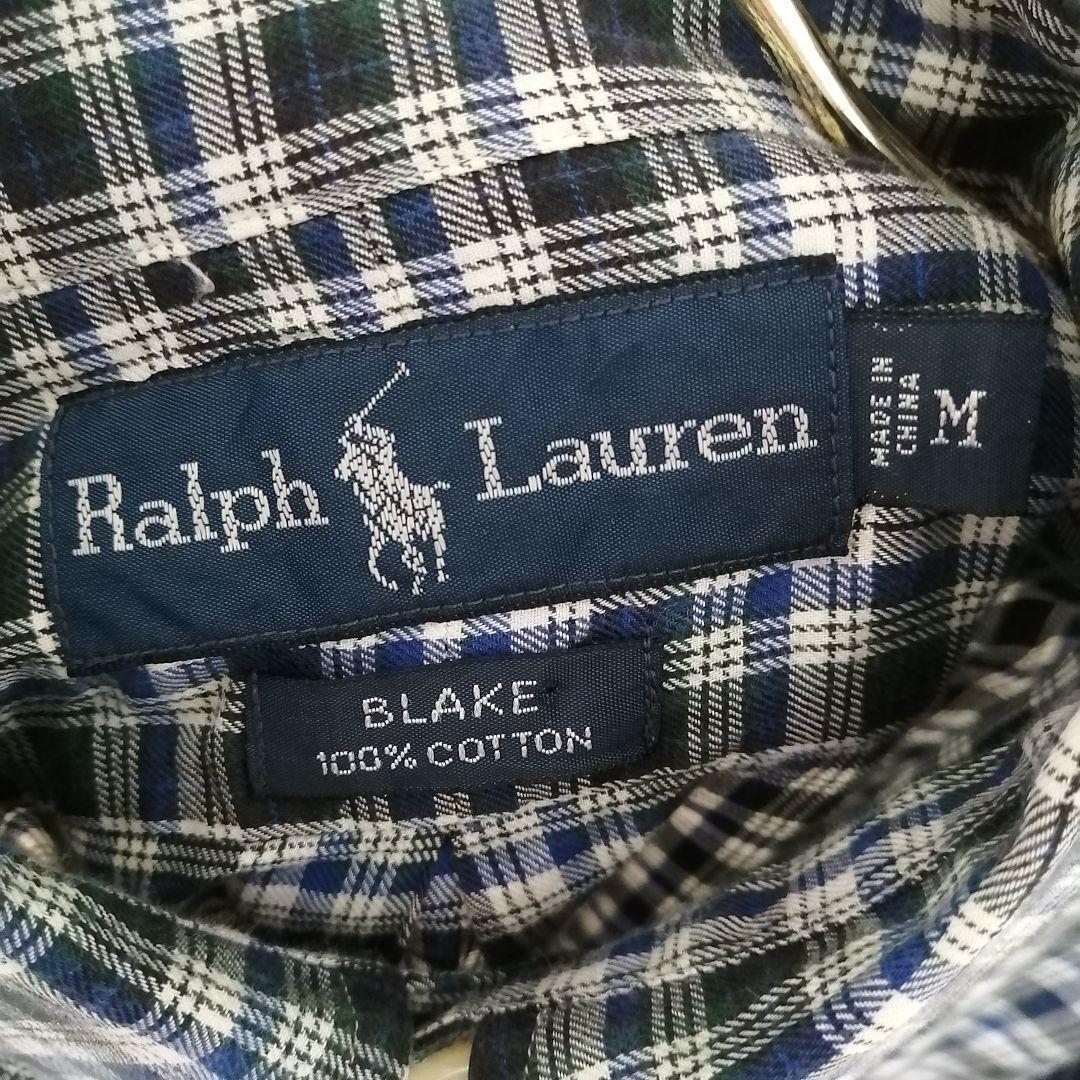 Ralph Lauren
MADE IN
CHINA
M
BLAKE
100% COTTON